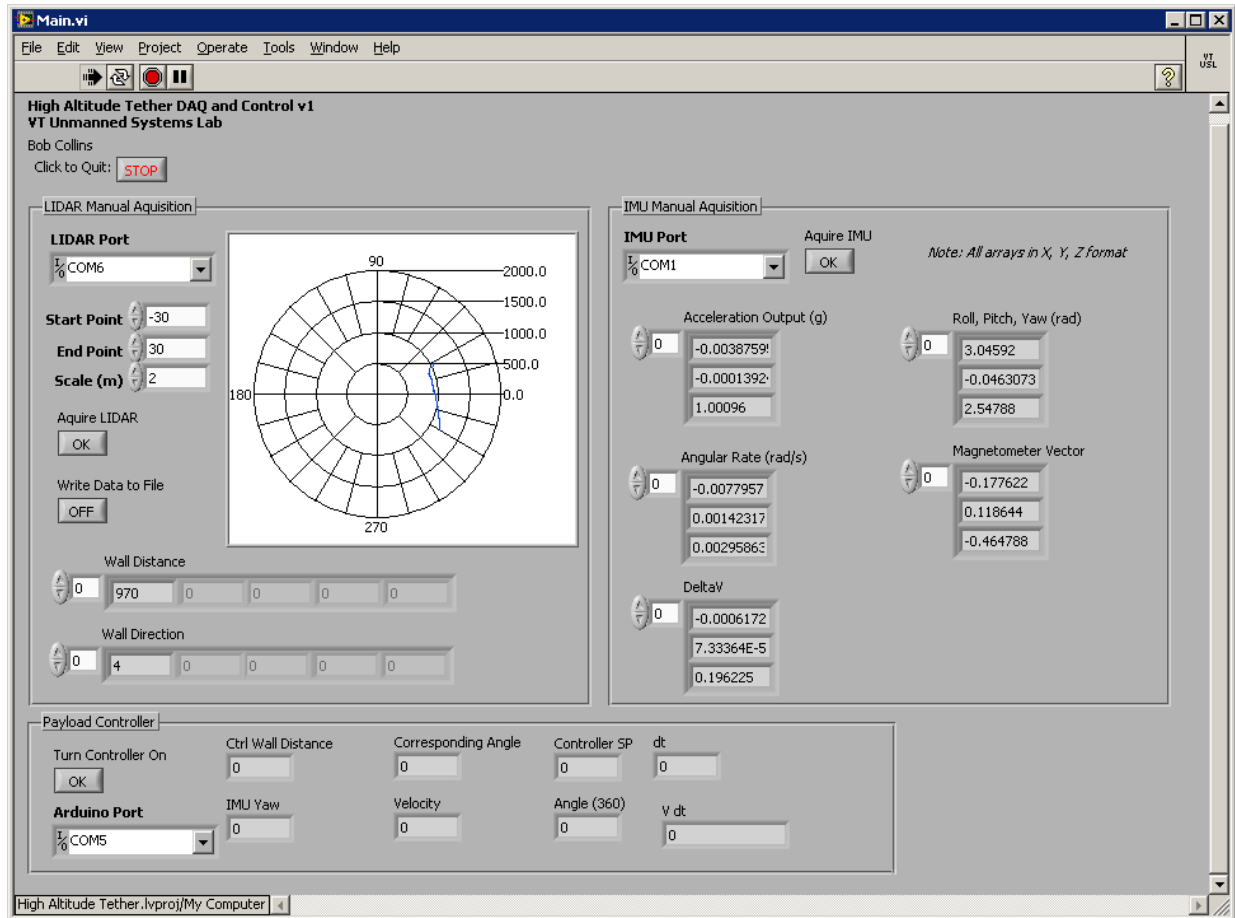 Main.vi
File Edit View Project Operate Tools Window Help
VT
USL
High Altitude Tether DAQ and Control v1
VT Unmanned Systems Lab
Bob Collins
Click to Quit: STOP
LIDAR Manual Aquisition
LIDAR Port
COM6
Start Point -30
End Point 30
Scale (m) 2
Aquire LIDAR
OK
Write Data to File
OFF
90
2000.0
1500.0
1000.0
500.0
180
0.0
270
Wall Distance
0 970 0 0 0 0
Wall Direction
0 4 0 0 0 0
IMU Manual Aquisition
IMU Port
COM1
Aquire IMU
OK
Note: All arrays in X, Y, Z format
Acceleration Output (g)
0 -0.0038759
-0.0001392
1.00096
Roll, Pitch, Yaw (rad)
0 3.04592
-0.0463073
2.54788
Angular Rate (rad/s)
0 -0.0077957
0.00142317
0.00295863
Magnetometer Vector
0 -0.177622
0.118644
-0.464788
DeltaV
0 -0.0006172
7.33364E-5
0.196225
Payload Controller
Turn Controller On
OK
Arduino Port
COM5
Ctrl Wall Distance
0
Corresponding Angle
0
Controller SP
0
dt
0
IMU Yaw
0
Velocity
0
Angle (360)
0
V dt
0
High Altitude Tether.lvproj/My Computer